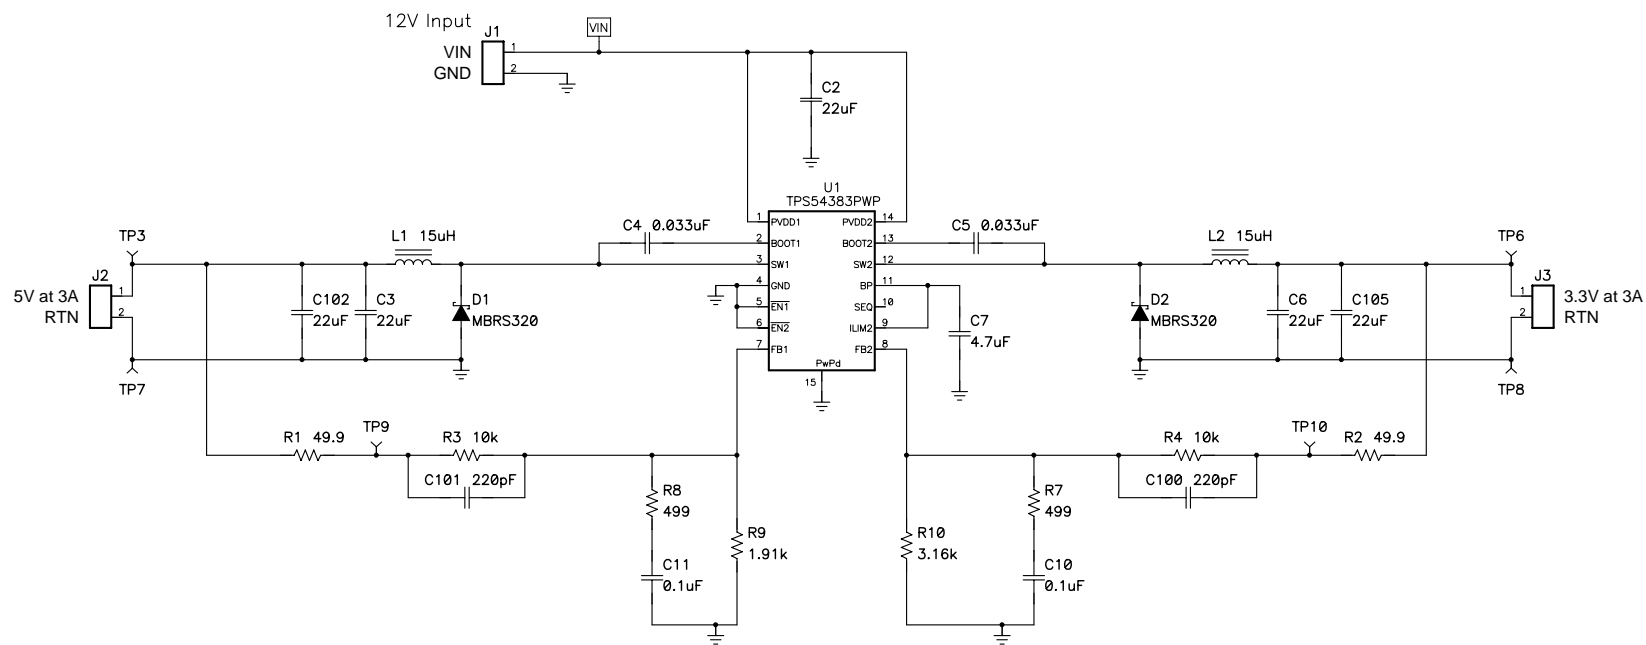 12V Input
J1
VIN
1
GND
2
VIN
C2
22uF
U1
TPS54383PWP
1
PVDD1
PVDD2
14
2
BOOT1
BOOT2
13
3
SW1
SW2
12
4
GND
BP
11
5
EN1
SEQ
10
6
EN2
ILIM2
9
7
FB1
FB2
8
PwPd
15
C4 0.033uF
C5 0.033uF
TP3
L1 15uH
J2
5V at 3A
1
RTN
2
C102
22uF
C3
22uF
D1
MBRS320
TP7
C7
4.7uF
L2 15uH
TP6
D2
MBRS320
C6
22uF
C105
22uF
J3
1
3.3V at 3A
2
RTN
TP8
R1 49.9
TP9
R3 10k
C101 220pF
R8
499
C11
0.1uF
R9
1.91k
R10
3.16k
R7
499
C10
0.1uF
R4 10k
C100 220pF
TP10
R2 49.9